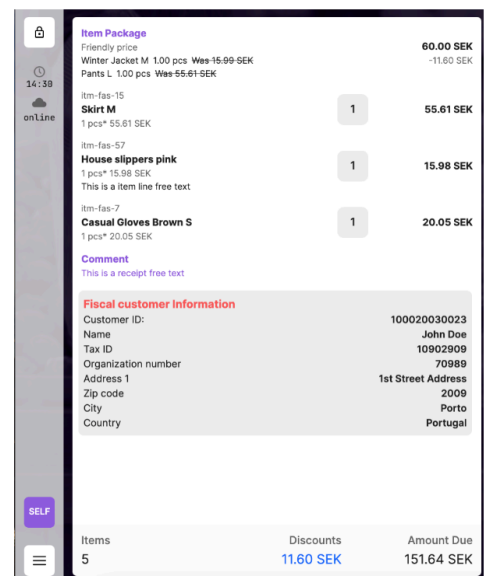 Item Package
Friendly price 60.00 SEK
Winter Jacket M 1.00 pcs Was 15.99 SEK -11.60 SEK
Pants L 1.00 pcs Was 55.61 SEK
14:30
online
itm-fas-15
Skirt M 1 55.61 SEK
1 pcs* 55.61 SEK
itm-fas-57
House slippers pink 1 15.98 SEK
1 pcs* 15.98 SEK
This is a item line free text
itm-fas-7
Casual Gloves Brown S 1 20.05 SEK
1 pcs* 20.05 SEK
Comment
This is a receipt free text
Fiscal customer Information
Customer ID: 100020030023
Name John Doe
Tax ID 10902909
Organization number 70989
Address 1 1st Street Address
Zip code 2009
City Porto
Country Portugal
SELF
Items Discounts Amount Due
5 11.60 SEK 151.64 SEK